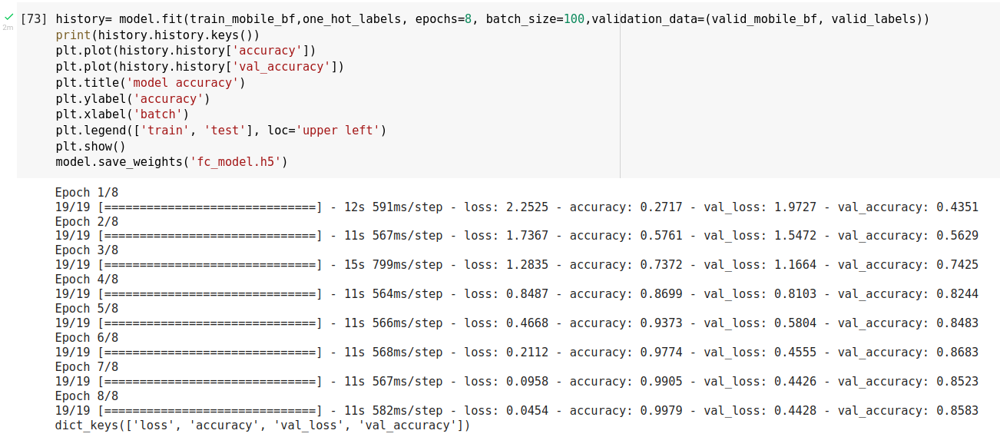 [73] history= model.fit(train_mobile_bf,one_hot_labels, epochs=8, batch_size=100,validation_data=(valid_mobile_bf, valid_labels))
2m
print(history.history.keys())
plt.plot(history.history['accuracy'])
plt.plot(history.history['val_accuracy'])
plt.title('model accuracy')
plt.ylabel('accuracy')
plt.xlabel('batch')
plt.legend(['train', 'test'], loc='upper left')
plt.show()
model.save_weights('fc_model.h5')
Epoch 1/8
19/19 [==============================] - 12s 591ms/step - loss: 2.2525 - accuracy: 0.2717 - val_loss: 1.9727 - val_accuracy: 0.4351
Epoch 2/8
19/19 [==============================] - 11s 567ms/step - loss: 1.7367 - accuracy: 0.5761 - val_loss: 1.5472 - val_accuracy: 0.5629
Epoch 3/8
19/19 [==============================] - 15s 799ms/step - loss: 1.2835 - accuracy: 0.7372 - val_loss: 1.1664 - val_accuracy: 0.7425
Epoch 4/8
19/19 [==============================] - 11s 564ms/step - loss: 0.8487 - accuracy: 0.8699 - val_loss: 0.8103 - val_accuracy: 0.8244
Epoch 5/8
19/19 [==============================] - 11s 566ms/step - loss: 0.4668 - accuracy: 0.9373 - val_loss: 0.5804 - val_accuracy: 0.8483
Epoch 6/8
19/19 [==============================] - 11s 568ms/step - loss: 0.2112 - accuracy: 0.9774 - val_loss: 0.4555 - val_accuracy: 0.8683
Epoch 7/8
19/19 [==============================] - 11s 567ms/step - loss: 0.0958 - accuracy: 0.9905 - val_loss: 0.4426 - val_accuracy: 0.8523
Epoch 8/8
19/19 [==============================] - 11s 582ms/step - loss: 0.0454 - accuracy: 0.9979 - val_loss: 0.4428 - val_accuracy: 0.8583
dict_keys(['loss', 'accuracy', 'val_loss', 'val_accuracy'])